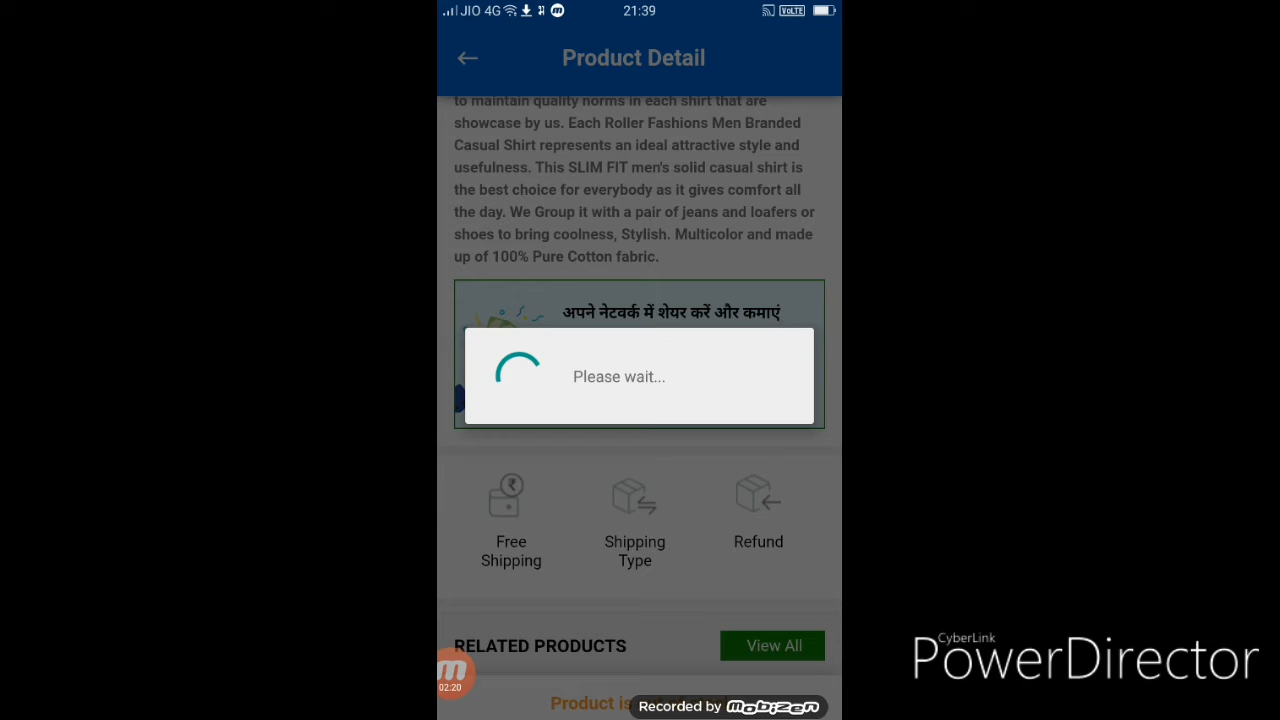 JIO 4G
21:39
VoLTE
Product Detail
to maintain quality norms in each shirt that are
showcase by us. Each Roller Fashions Men Branded
Casual Shirt represents an ideal attractive style and
usefulness. This SLIM FIT men's solid casual shirt is
the best choice for everybody as it gives comfort all
the day. We Group it with a pair of jeans and loafers or
shoes to bring coolness, Stylish. Multicolor and made
up of 100% Pure Cotton fabric.
अपने नेटवर्क में शेयर करें और कमाएं
Please wait...
Free
Shipping
Shipping
Type
Refund
RELATED PRODUCTS
View All
02:20
Product is
Recorded by mobizen
CyberLink
PowerDirector